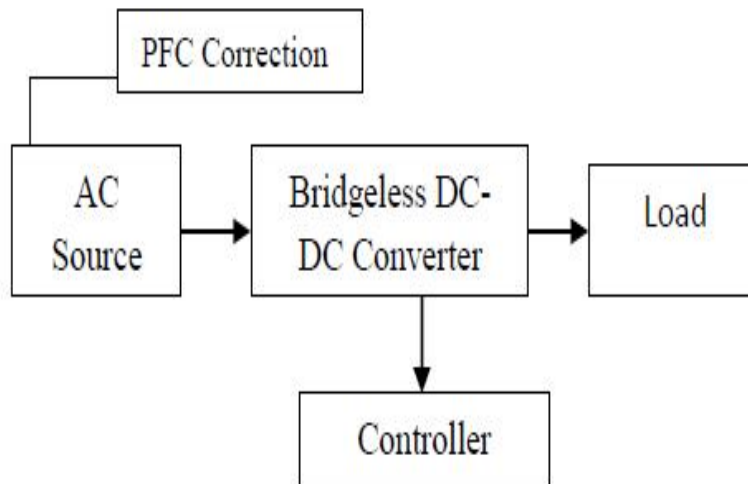 PFC Correction
AC
Source
Bridgeless DC-
DC Converter
Load
Controller